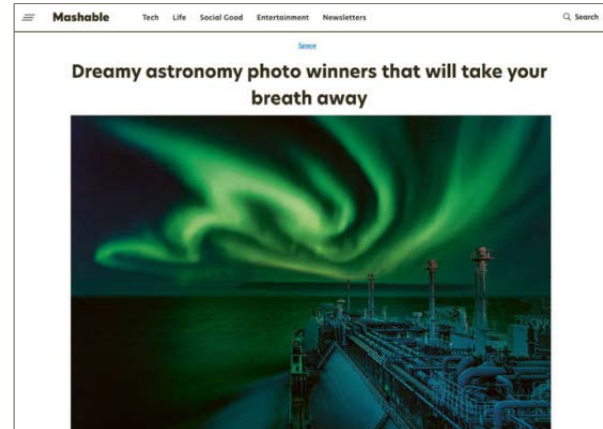 Mashable Tech Life Social Good Entertainment Newsletters Search
Space
Dreamy astronomy photo winners that will take your
breath away